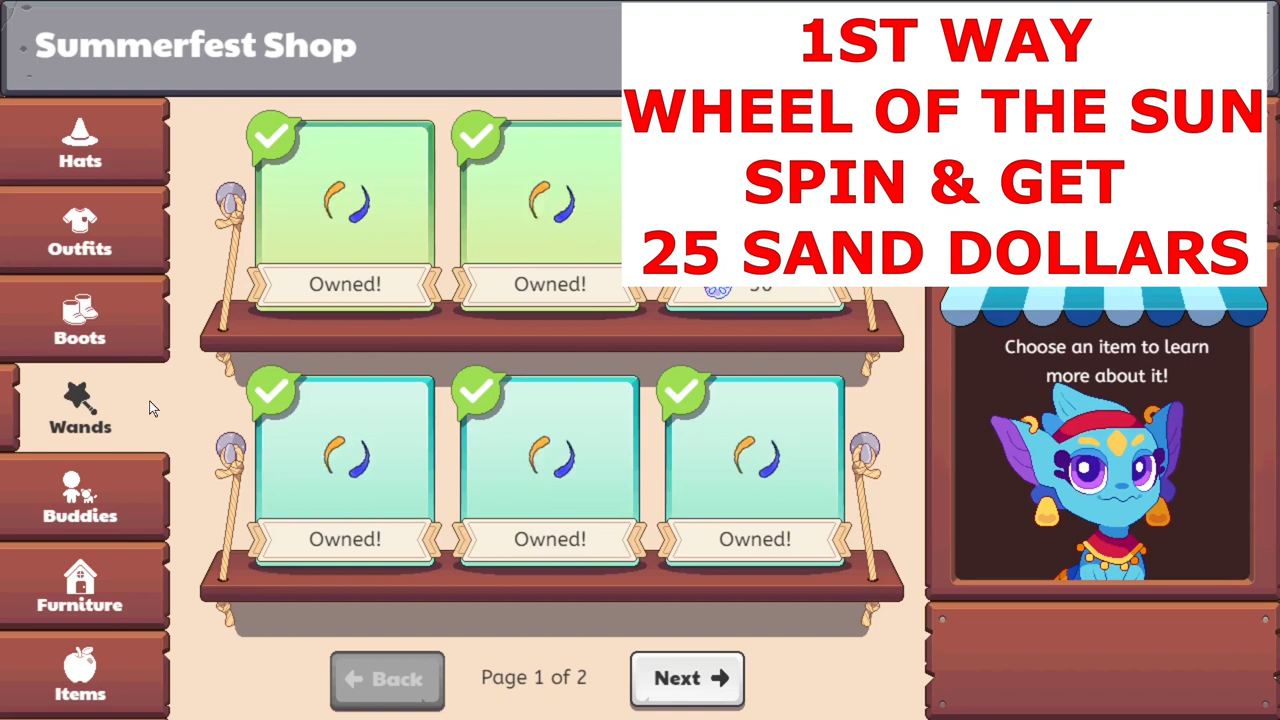 Summerfest Shop
1ST WAY
WHEEL OF THE SUN
SPIN & GET
25 SAND DOLLARS
Hats
Outfits
Boots
Wands
Buddies
Furniture
Items
Owned!
Owned!
Owned!
Owned!
Owned!
Choose an item to learn
more about it!
Back
Page 1 of 2
Next